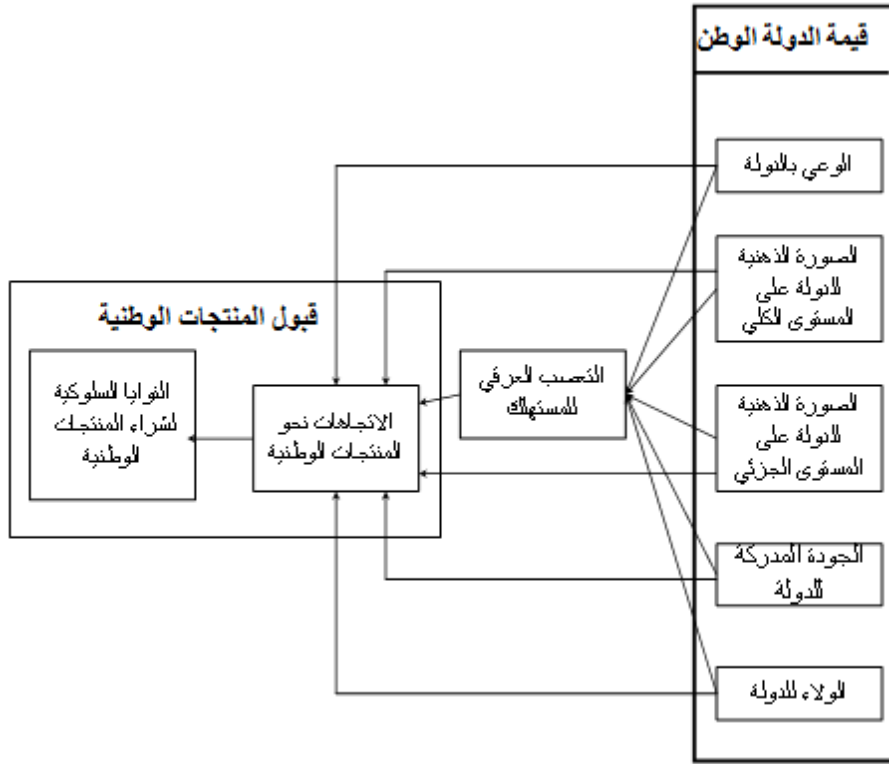 قيمة الدولة الوطن
الوعي بالدولة
الصورة الذهنية
للدولة على
المستوى الكلي
الصورة الذهنية
للدولة على
المستوى الجزئي
الجودة المدركة
للدولة
الولاء للدولة
التعصب العرقي
للمستهلك
قبول المنتجات الوطنية
الاتجاهات نحو
المنتجات الوطنية
النوايا السلوكية
لشراء المنتجات
الوطنية